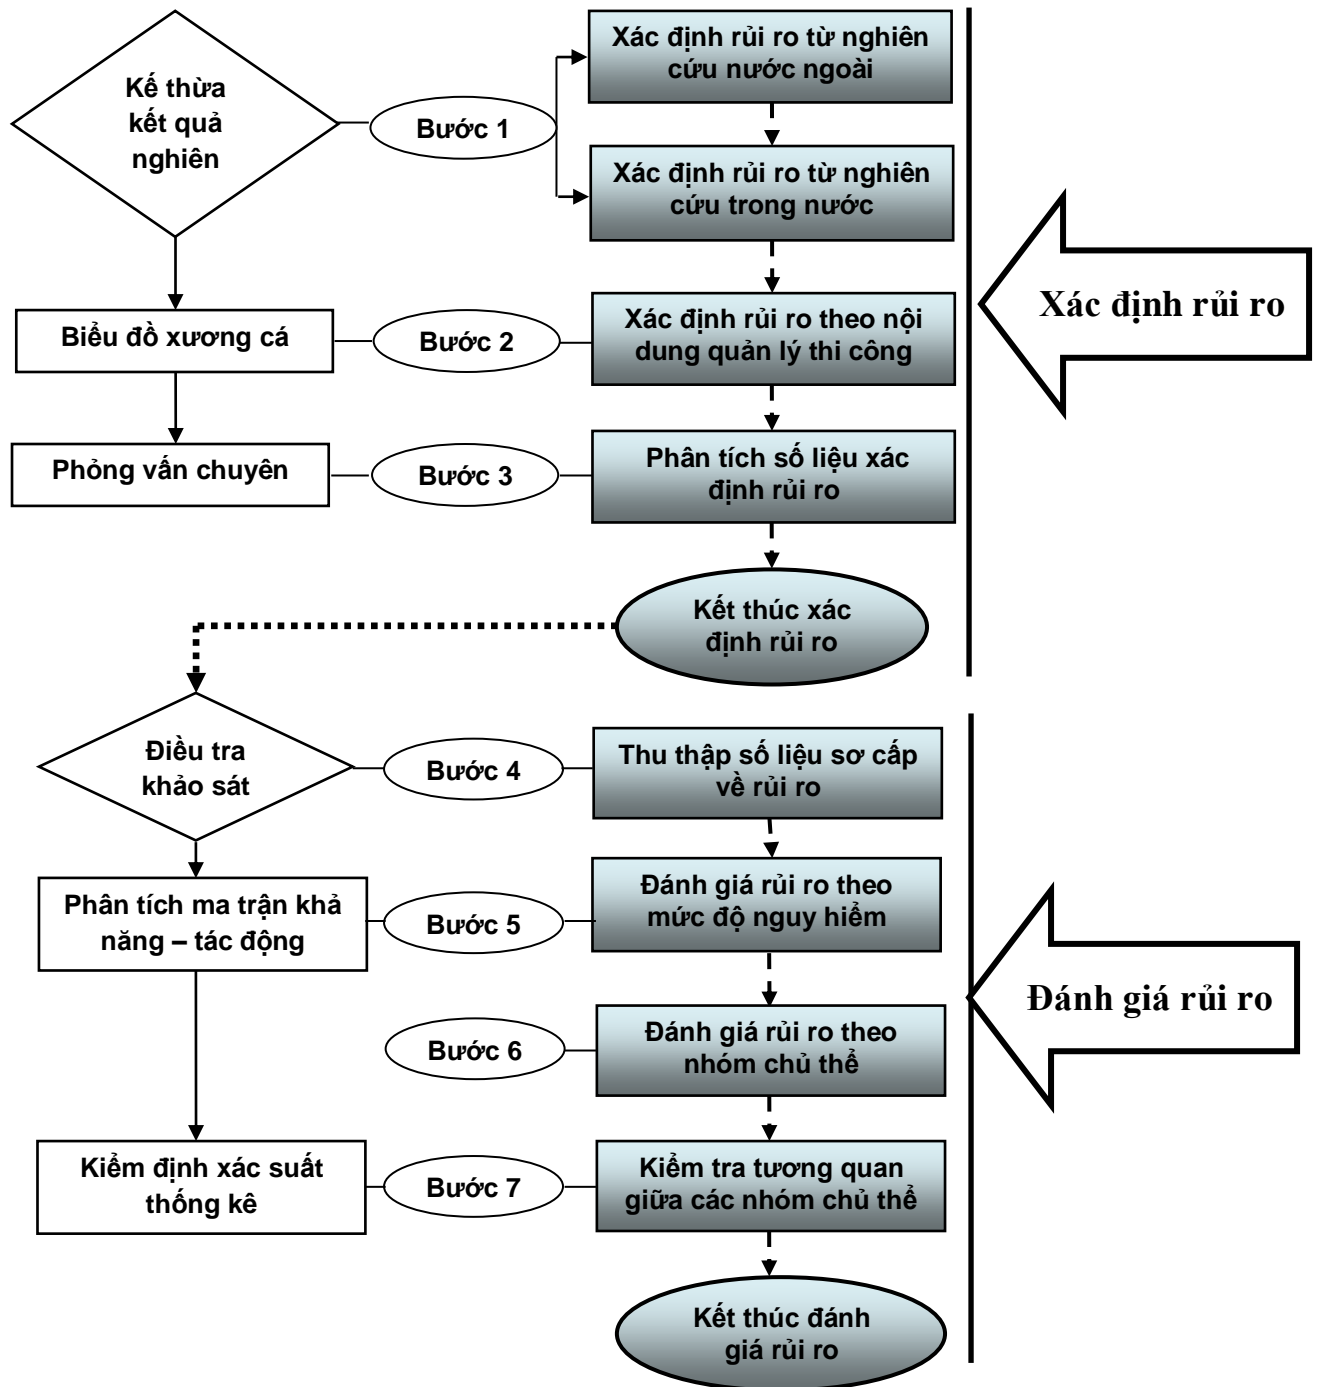 Kế thừa
kết quả
nghiên
Bước 1
Xác định rủi ro từ nghiên
cứu nước ngoài
Xác định rủi ro từ nghiên
cứu trong nước
Biểu đồ xương cá
Bước 2
Xác định rủi ro theo nội
dung quản lý thi công
Xác định rủi ro
Phỏng vấn chuyên
Bước 3
Phân tích số liệu xác
định rủi ro
Kết thúc xác
định rủi ro
Điều tra
khảo sát
Bước 4
Thu thập số liệu sơ cấp
về rủi ro
Phân tích ma trận khả
năng – tác động
Bước 5
Đánh giá rủi ro theo
mức độ nguy hiểm
Đánh giá rủi ro
Bước 6
Đánh giá rủi ro theo
nhóm chủ thể
Kiểm định xác suất
thống kê
Bước 7
Kiểm tra tương quan
giữa các nhóm chủ thể
Kết thúc đánh
giá rủi ro